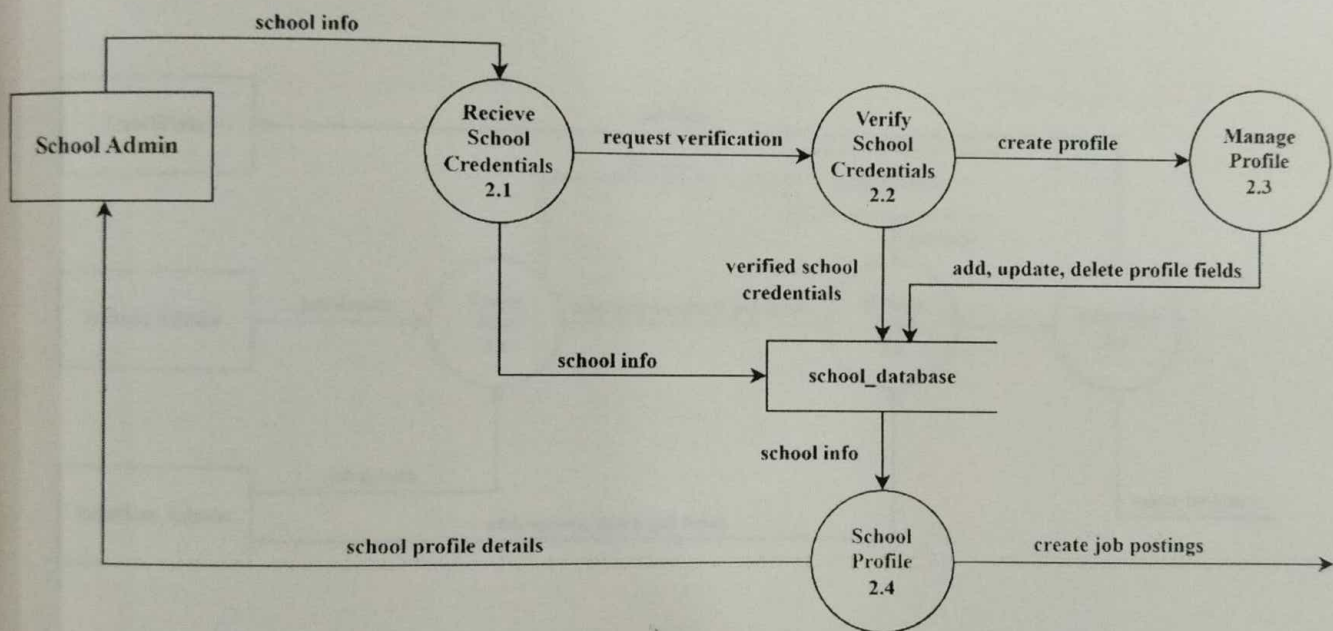 school info
School Admin
Recieve
School
Credentials
2.1
request verification
Verify
School
Credentials
2.2
create profile
Manage
Profile
2.3
verified school
credentials
add, update, delete profile fields
school info
school_database
school info
school profile details
School
Profile
2.4
create job postings